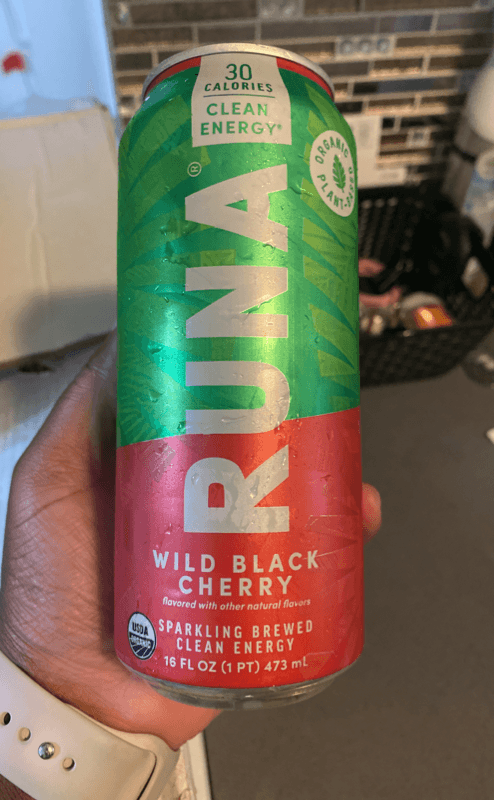 30
CALORIES
CLEAN
ENERGY®
ORGANIC
PLANT-BASED
RUNA®
WILD BLACK
CHERRY
flavored with other natural flavors
USDA
ORGANIC
SPARKLING BREWED
CLEAN ENERGY
16 FL OZ (1 PT) 473 mL